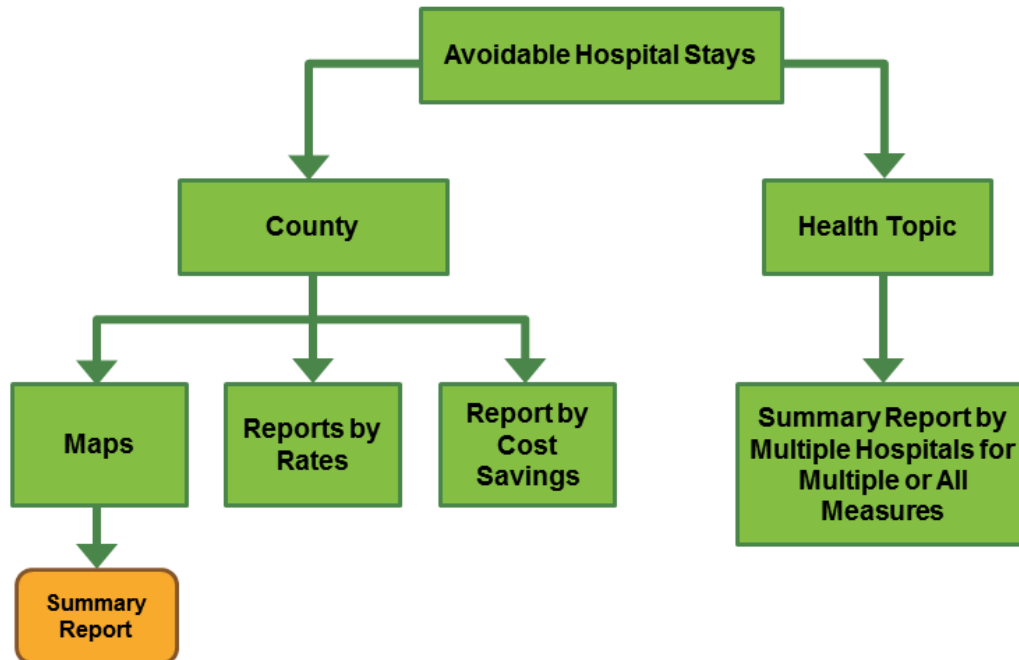 Avoidable Hospital Stays
County
Health Topic
Maps
Reports by
Rates
Report by
Cost
Savings
Summary Report by
Multiple Hospitals for
Multiple or All
Measures
Summary
Report